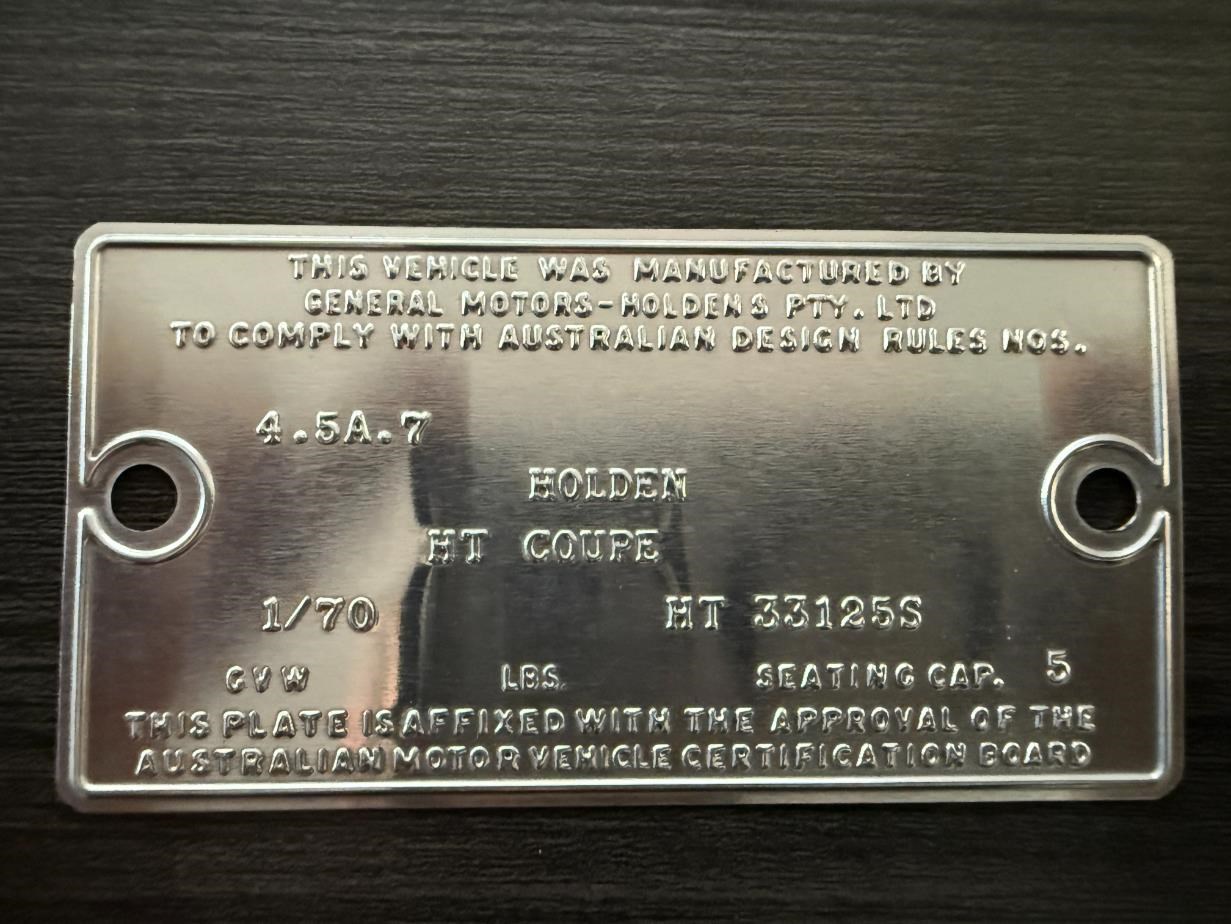 THIS VEHICLE WAS MANUFACTURED BY
GENERAL MOTORS-HOLDENS PTY. LTD
TO COMPLY WITH AUSTRALIAN DESIGN RULES NOS.
4.5A.7
HOLDEN
HT COUPE
1/70 HT 33125S
GVW LBS. SEATING CAP. 5
THIS PLATE IS AFFIXED WITH THE APPROVAL OF THE
AUSTRALIAN MOTOR VEHICLE CERTIFICATION BOARD